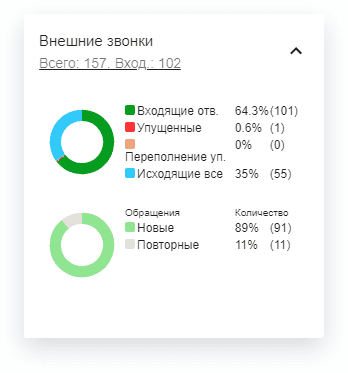 Внешние звонки
Всего: 157. Вход.: 102
Входящие отв. 64.3% (101)
Упущенные 0.6% (1)
0% (0)
Переполнение уп.
Исходящие все 35% (55)
Обращения Количество
Новые 89% (91)
Повторные 11% (11)